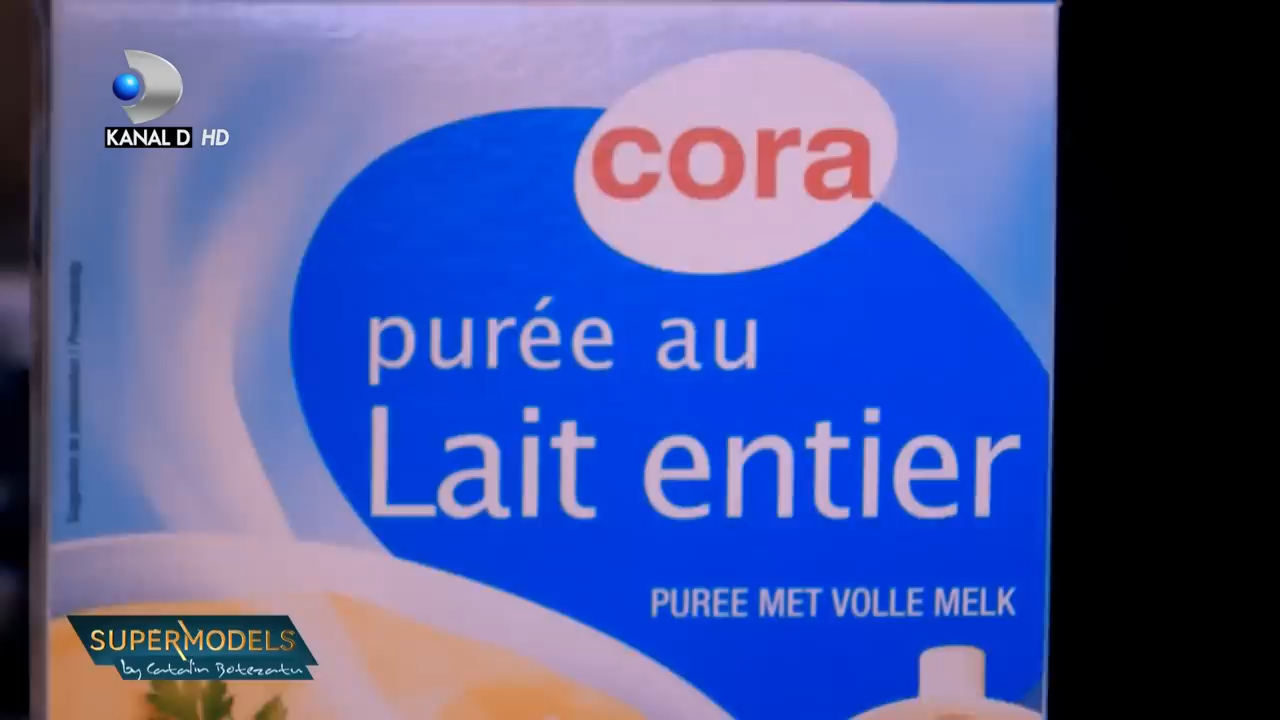 KANAL D HD
cora
purée au
Lait entier
PUREE MET VOLLE MELK
SUPERMODELS
by Catalin Botezatu